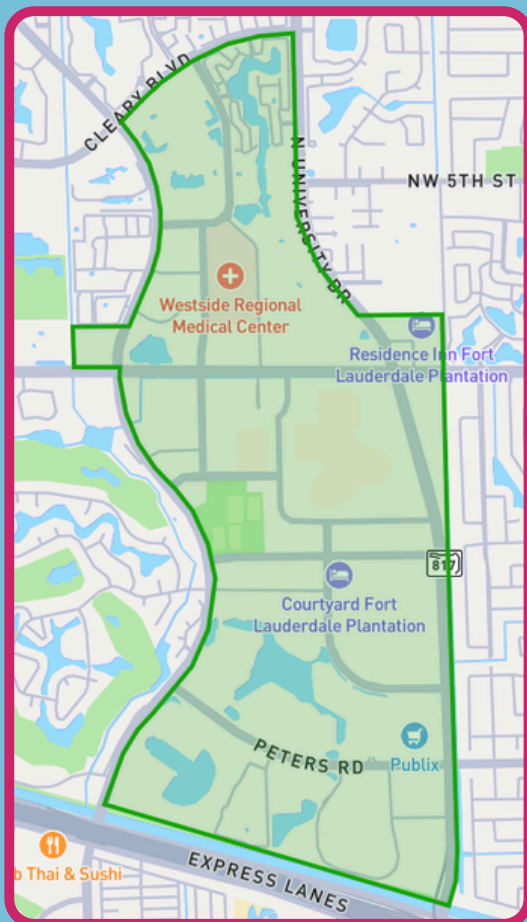 CLEARY BLVD
NW 5TH ST
N UNIVERSITY DR
Westside Regional
Medical Center
Residence Inn Fort
Lauderdale Plantation
817
Courtyard Fort
Lauderdale Plantation
PETERS RD
Publix
b Thai & Sushi
EXPRESS LANES